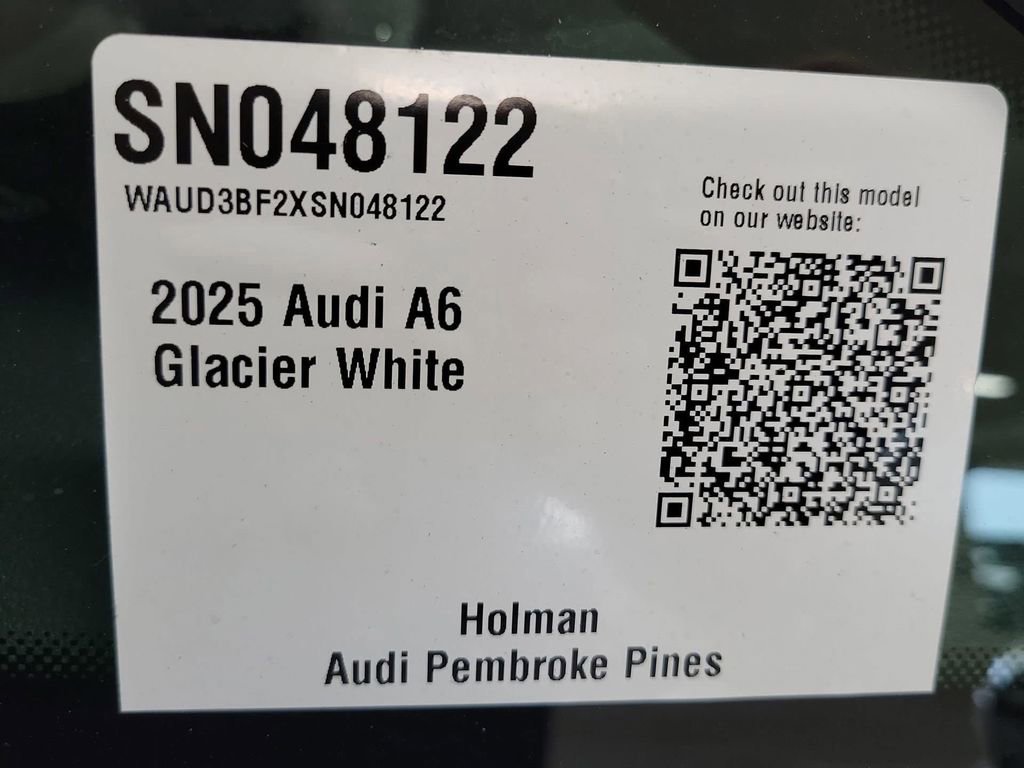 SN048122
WAUD3BF2XSN048122
Check out this model
on our website:
2025 Audi A6
Glacier White
Holman
Audi Pembroke Pines